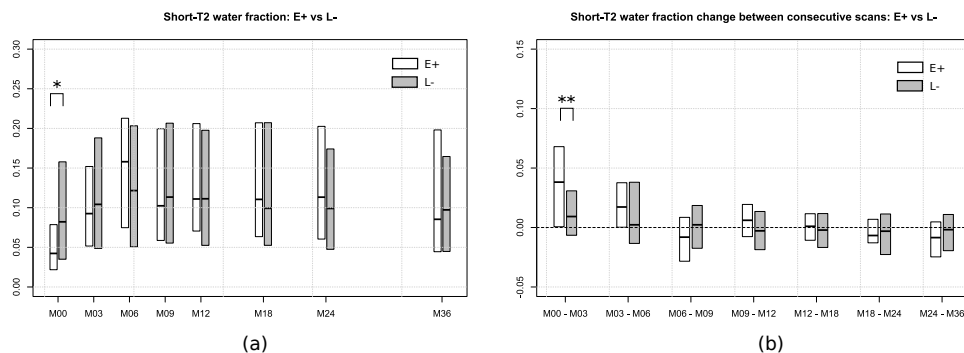 Short-T2 water fraction: E+ vs L-
0.30
0.25
0.20
0.15
0.10
0.05
0.00
*
E+
L-
M00 M03 M06 M09 M12 M18 M24 M36
(a)
Short-T2 water fraction change between consecutive scans: E+ vs L-
0.15
0.10
0.05
0.00
-0.05
**
E+
L-
M00 - M03 M03 - M06 M06 - M09 M09 - M12 M12 - M18 M18 - M24 M24 - M36
(b)